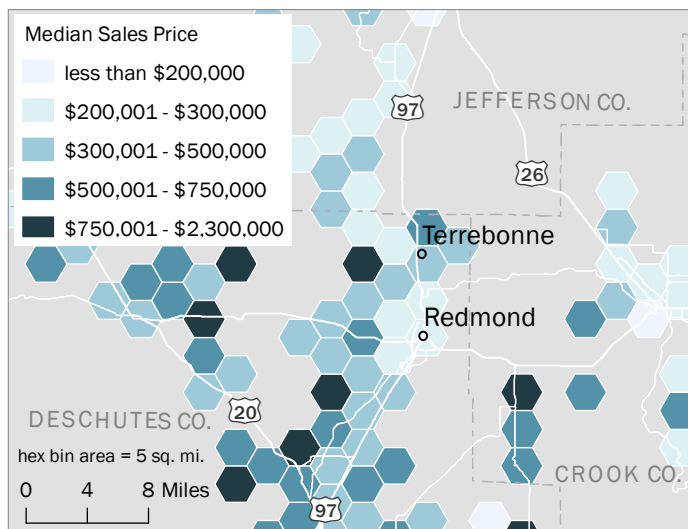 Median Sales Price
less than $200,000
$200,001 - $300,000
$300,001 - $500,000
$500,001 - $750,000
$750,001 - $2,300,000
97
JEFFERSON CO.
26
Terrebonne
Redmond
20
DESCHUTES CO.
hex bin area = 5 sq. mi.
0 4 8 Miles
97
CROOK CO.